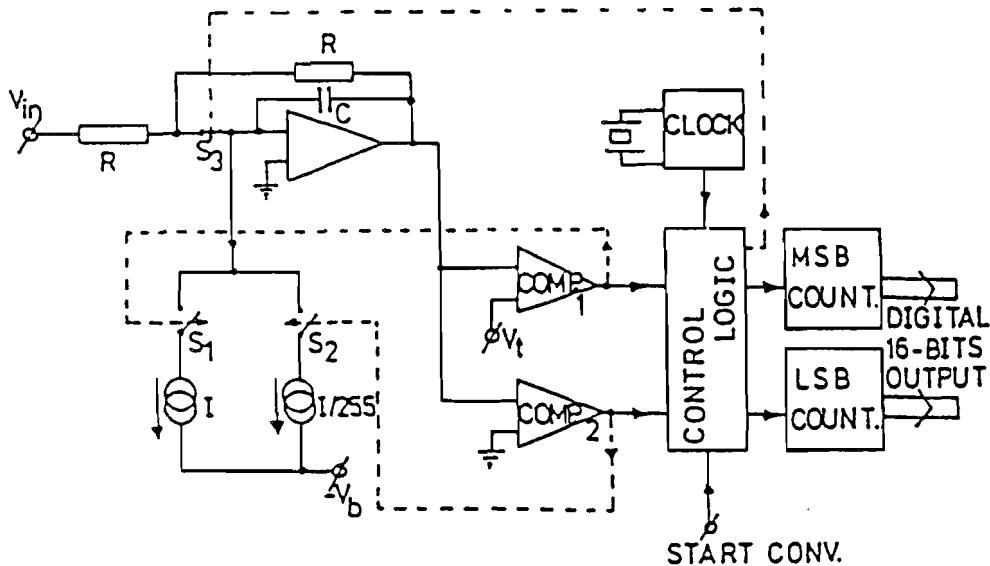 R
V_in
C
R
S_3
CLOCK
COMP.
1
V_t
CONTROL
LOGIC
MSB
COUNT.
DIGITAL
16-BITS
OUTPUT
S_1
S_2
I
I/255
COMP.
2
LSB
COUNT.
-V_b
START CONV.